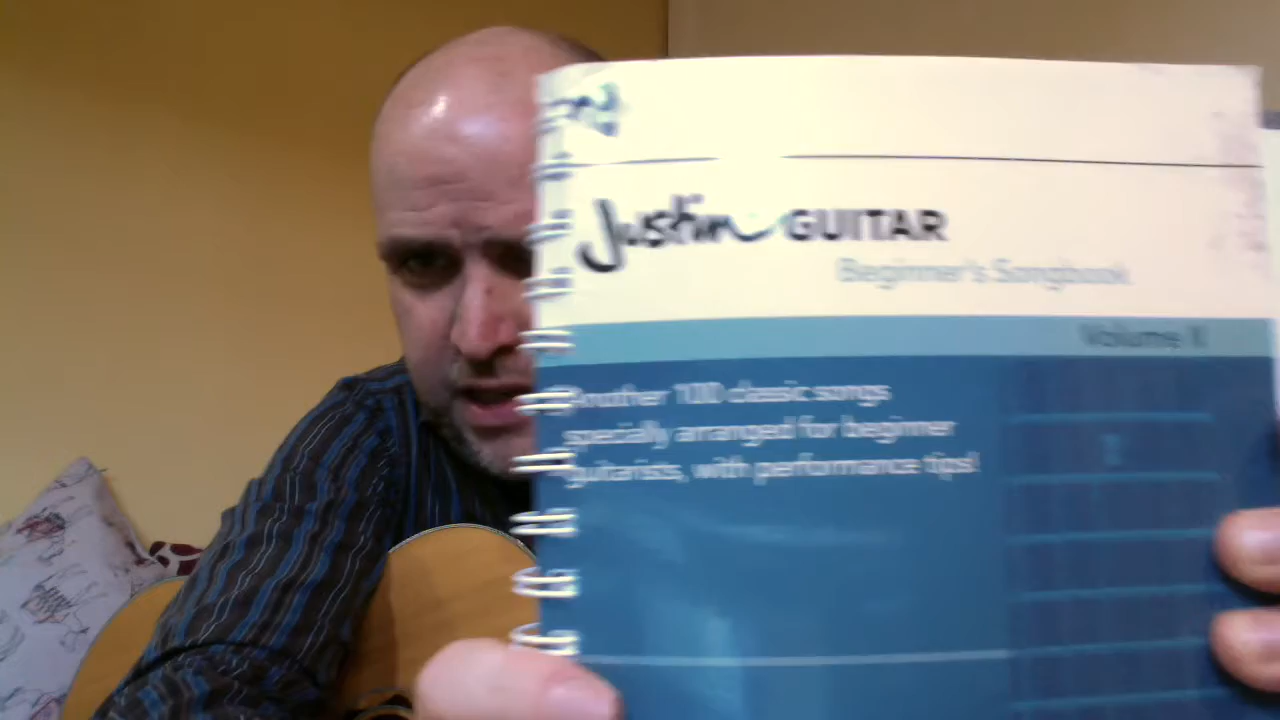 Justin GUITAR
Beginner's Songbook
Volume II
Another 100 classic songs
specially arranged for beginner
guitarists, with performance tips!